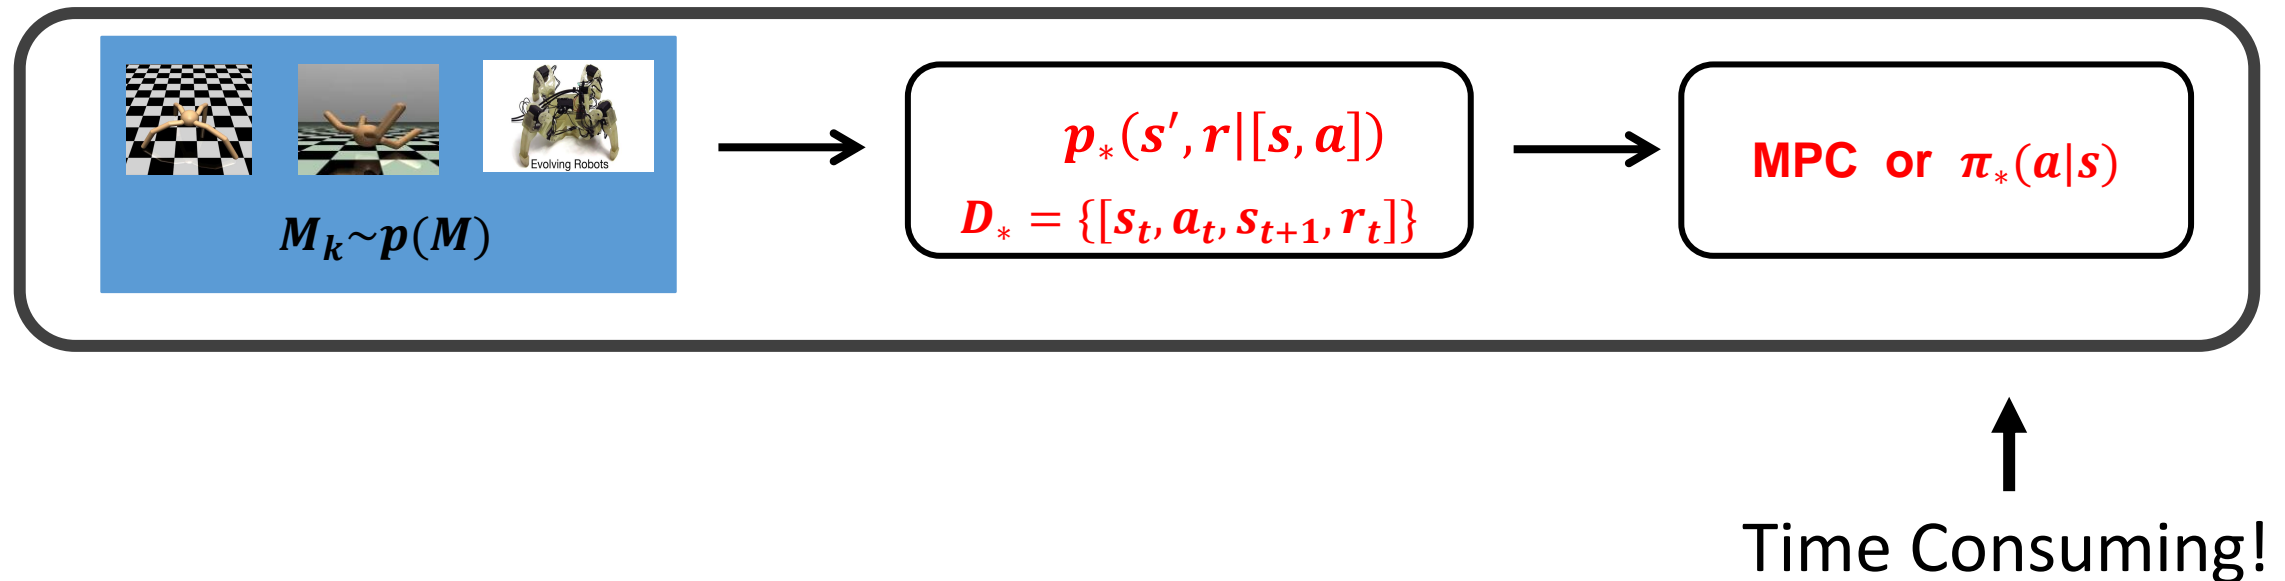 Evolving Robots
M_k~p(M)
p_*(s′, r|[s, a])
D_* = {[s_t, a_t, s_{t+1}, r_t]}
MPC or π_*(a|s)
Time Consuming!